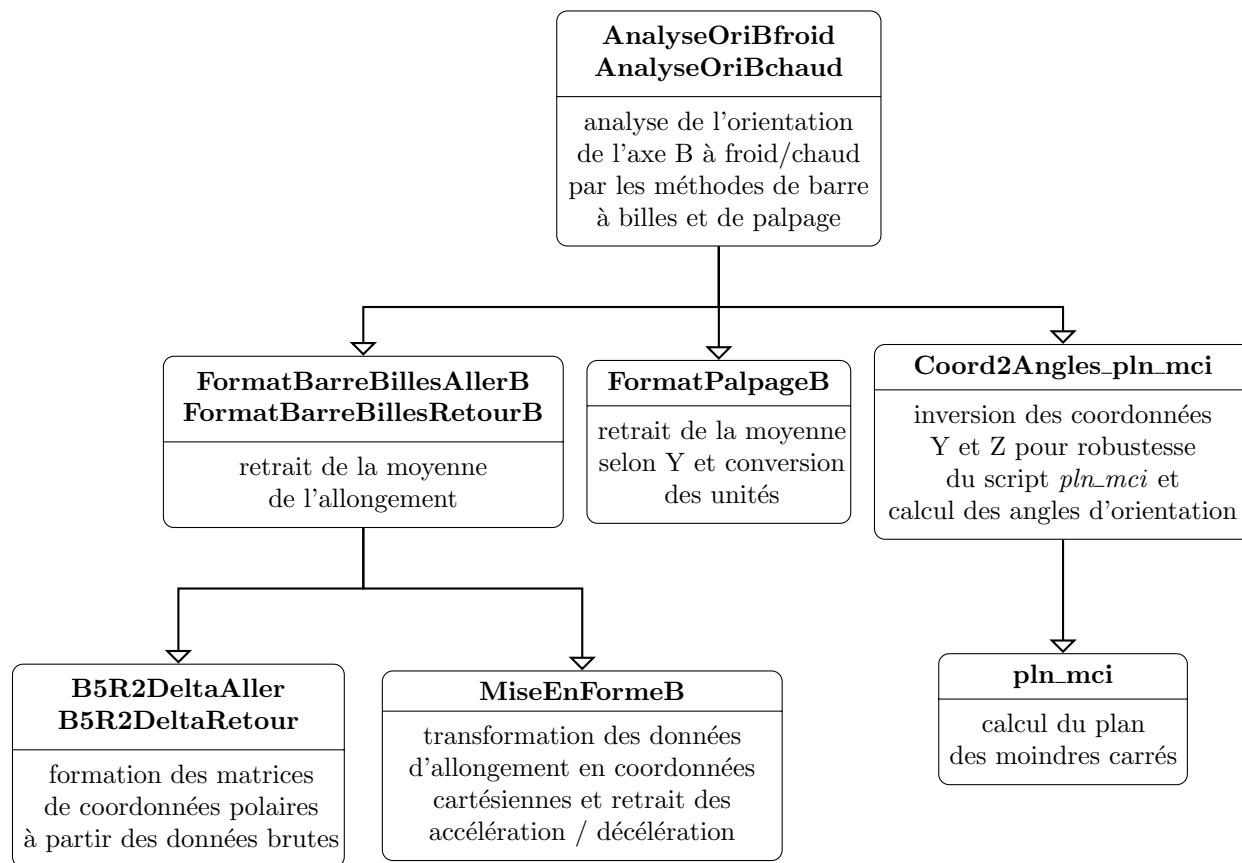 AnalyseOriBfroid
AnalyseOriBchaud
analyse de l'orientation
de l'axe B à froid/chaud
par les méthodes de barre
à billes et de palpage
FormatBarreBillesAllerB
FormatBarreBillesRetourB
retrait de la moyenne
de l'allongement
FormatPalpageB
retrait de la moyenne
selon Y et conversion
des unités
Coord2Angles_pln_mci
inversion des coordonnées
Y et Z pour robustesse
du script pln_mci et
calcul des angles d'orientation
B5R2DeltaAller
B5R2DeltaRetour
formation des matrices
de coordonnées polaires
à partir des données brutes
MiseEnFormeB
transformation des données
d'allongement en coordonnées
cartésiennes et retrait des
accélération / décélération
pln_mci
calcul du plan
des moindres carrés